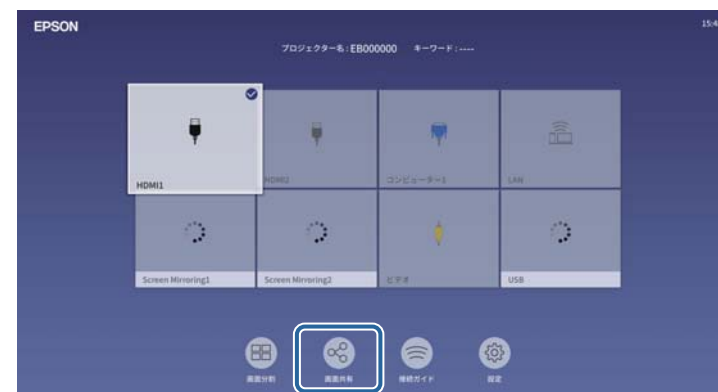 EPSON
15:4
プロジェクター名 : EB000000 キーワード : ----
HDMI1
HDMI2
コンピューター1
LAN
Screen Mirroring1
Screen Mirroring2
ビデオ
USB
画面分割
画面共有
接続ガイド
設定